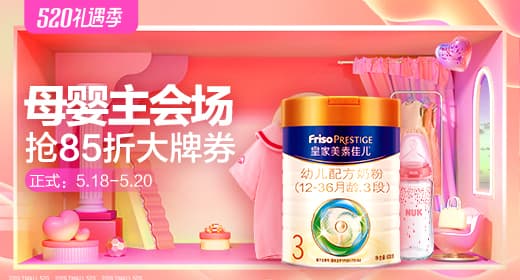 520礼遇季
母婴主会场
抢85折大牌券
正式：5.18-5.20
Friso PRESTIGE
皇家美素佳儿
幼儿配方奶粉
(12-36月龄,3段)
3
NUK